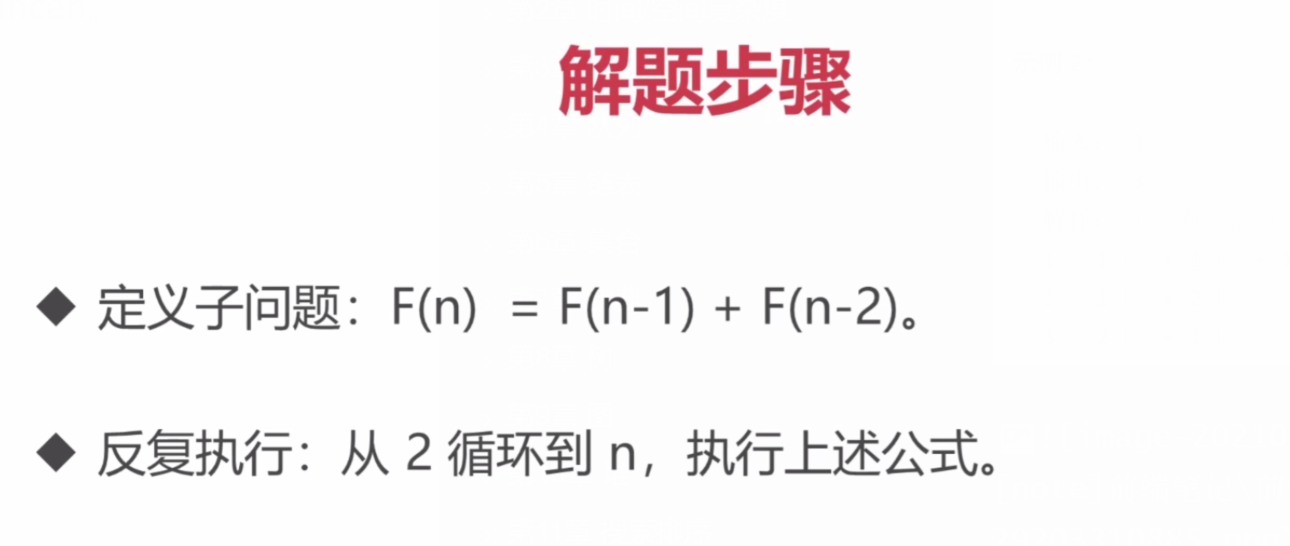 解题步骤
◆ 定义子问题：F(n) = F(n-1) + F(n-2)。
◆ 反复执行：从 2 循环到 n，执行上述公式。